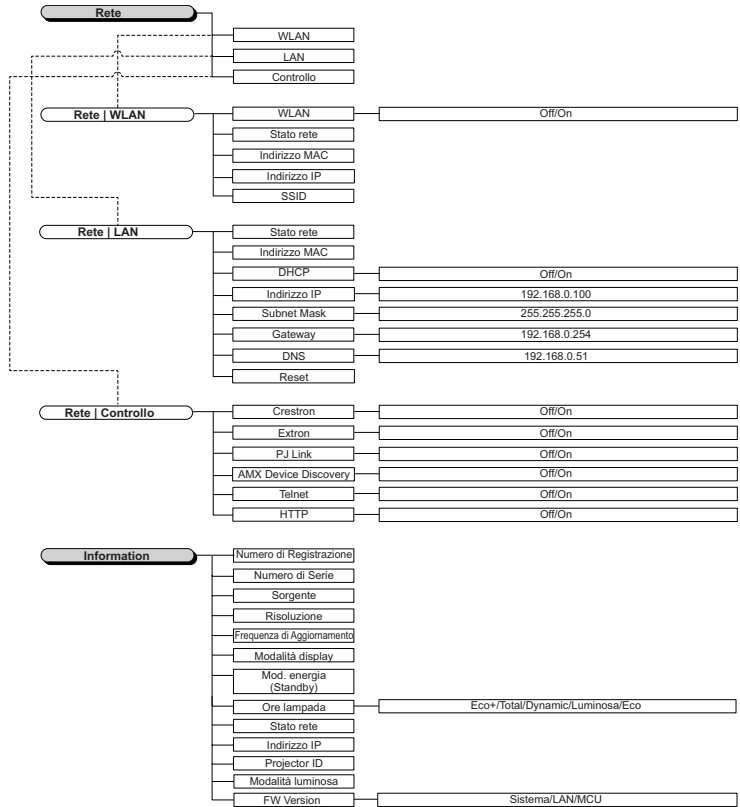 Rete
WLAN
LAN
Controllo
Rete | WLAN
WLAN
Off/On
Stato rete
Indirizzo MAC
Indirizzo IP
SSID
Rete | LAN
Stato rete
Indirizzo MAC
DHCP
Off/On
Indirizzo IP
192.168.0.100
Subnet Mask
255.255.255.0
Gateway
192.168.0.254
DNS
192.168.0.51
Reset
Rete | Controllo
Crestron
Off/On
Extron
Off/On
PJ Link
Off/On
AMX Device Discovery
Off/On
Telnet
Off/On
HTTP
Off/On
Information
Numero di Registrazione
Numero di Serie
Sorgente
Risoluzione
Frequenza di Aggiornamento
Modalità display
Mod. energia
(Standby)
Ore lampada
Eco+/Total/Dynamic/Luminosa/Eco
Stato rete
Indirizzo IP
Projector ID
Modalità luminosa
FW Version
Sistema/LAN/MCU